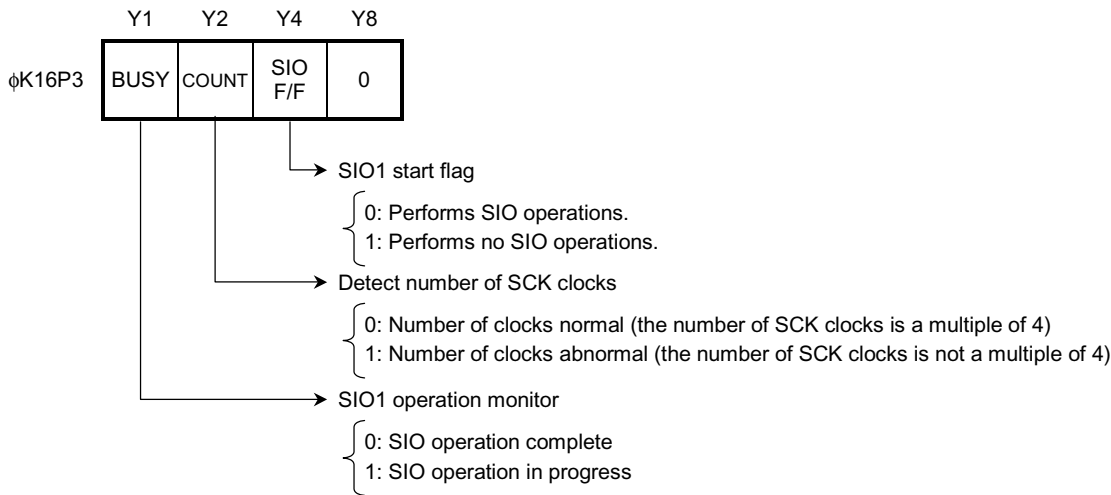 Y1 Y2 Y4 Y8
ϕK16P3 BUSY COUNT SIO F/F 0
SIO1 start flag
0: Performs SIO operations.
1: Performs no SIO operations.
Detect number of SCK clocks
0: Number of clocks normal (the number of SCK clocks is a multiple of 4)
1: Number of clocks abnormal (the number of SCK clocks is not a multiple of 4)
SIO1 operation monitor
0: SIO operation complete
1: SIO operation in progress